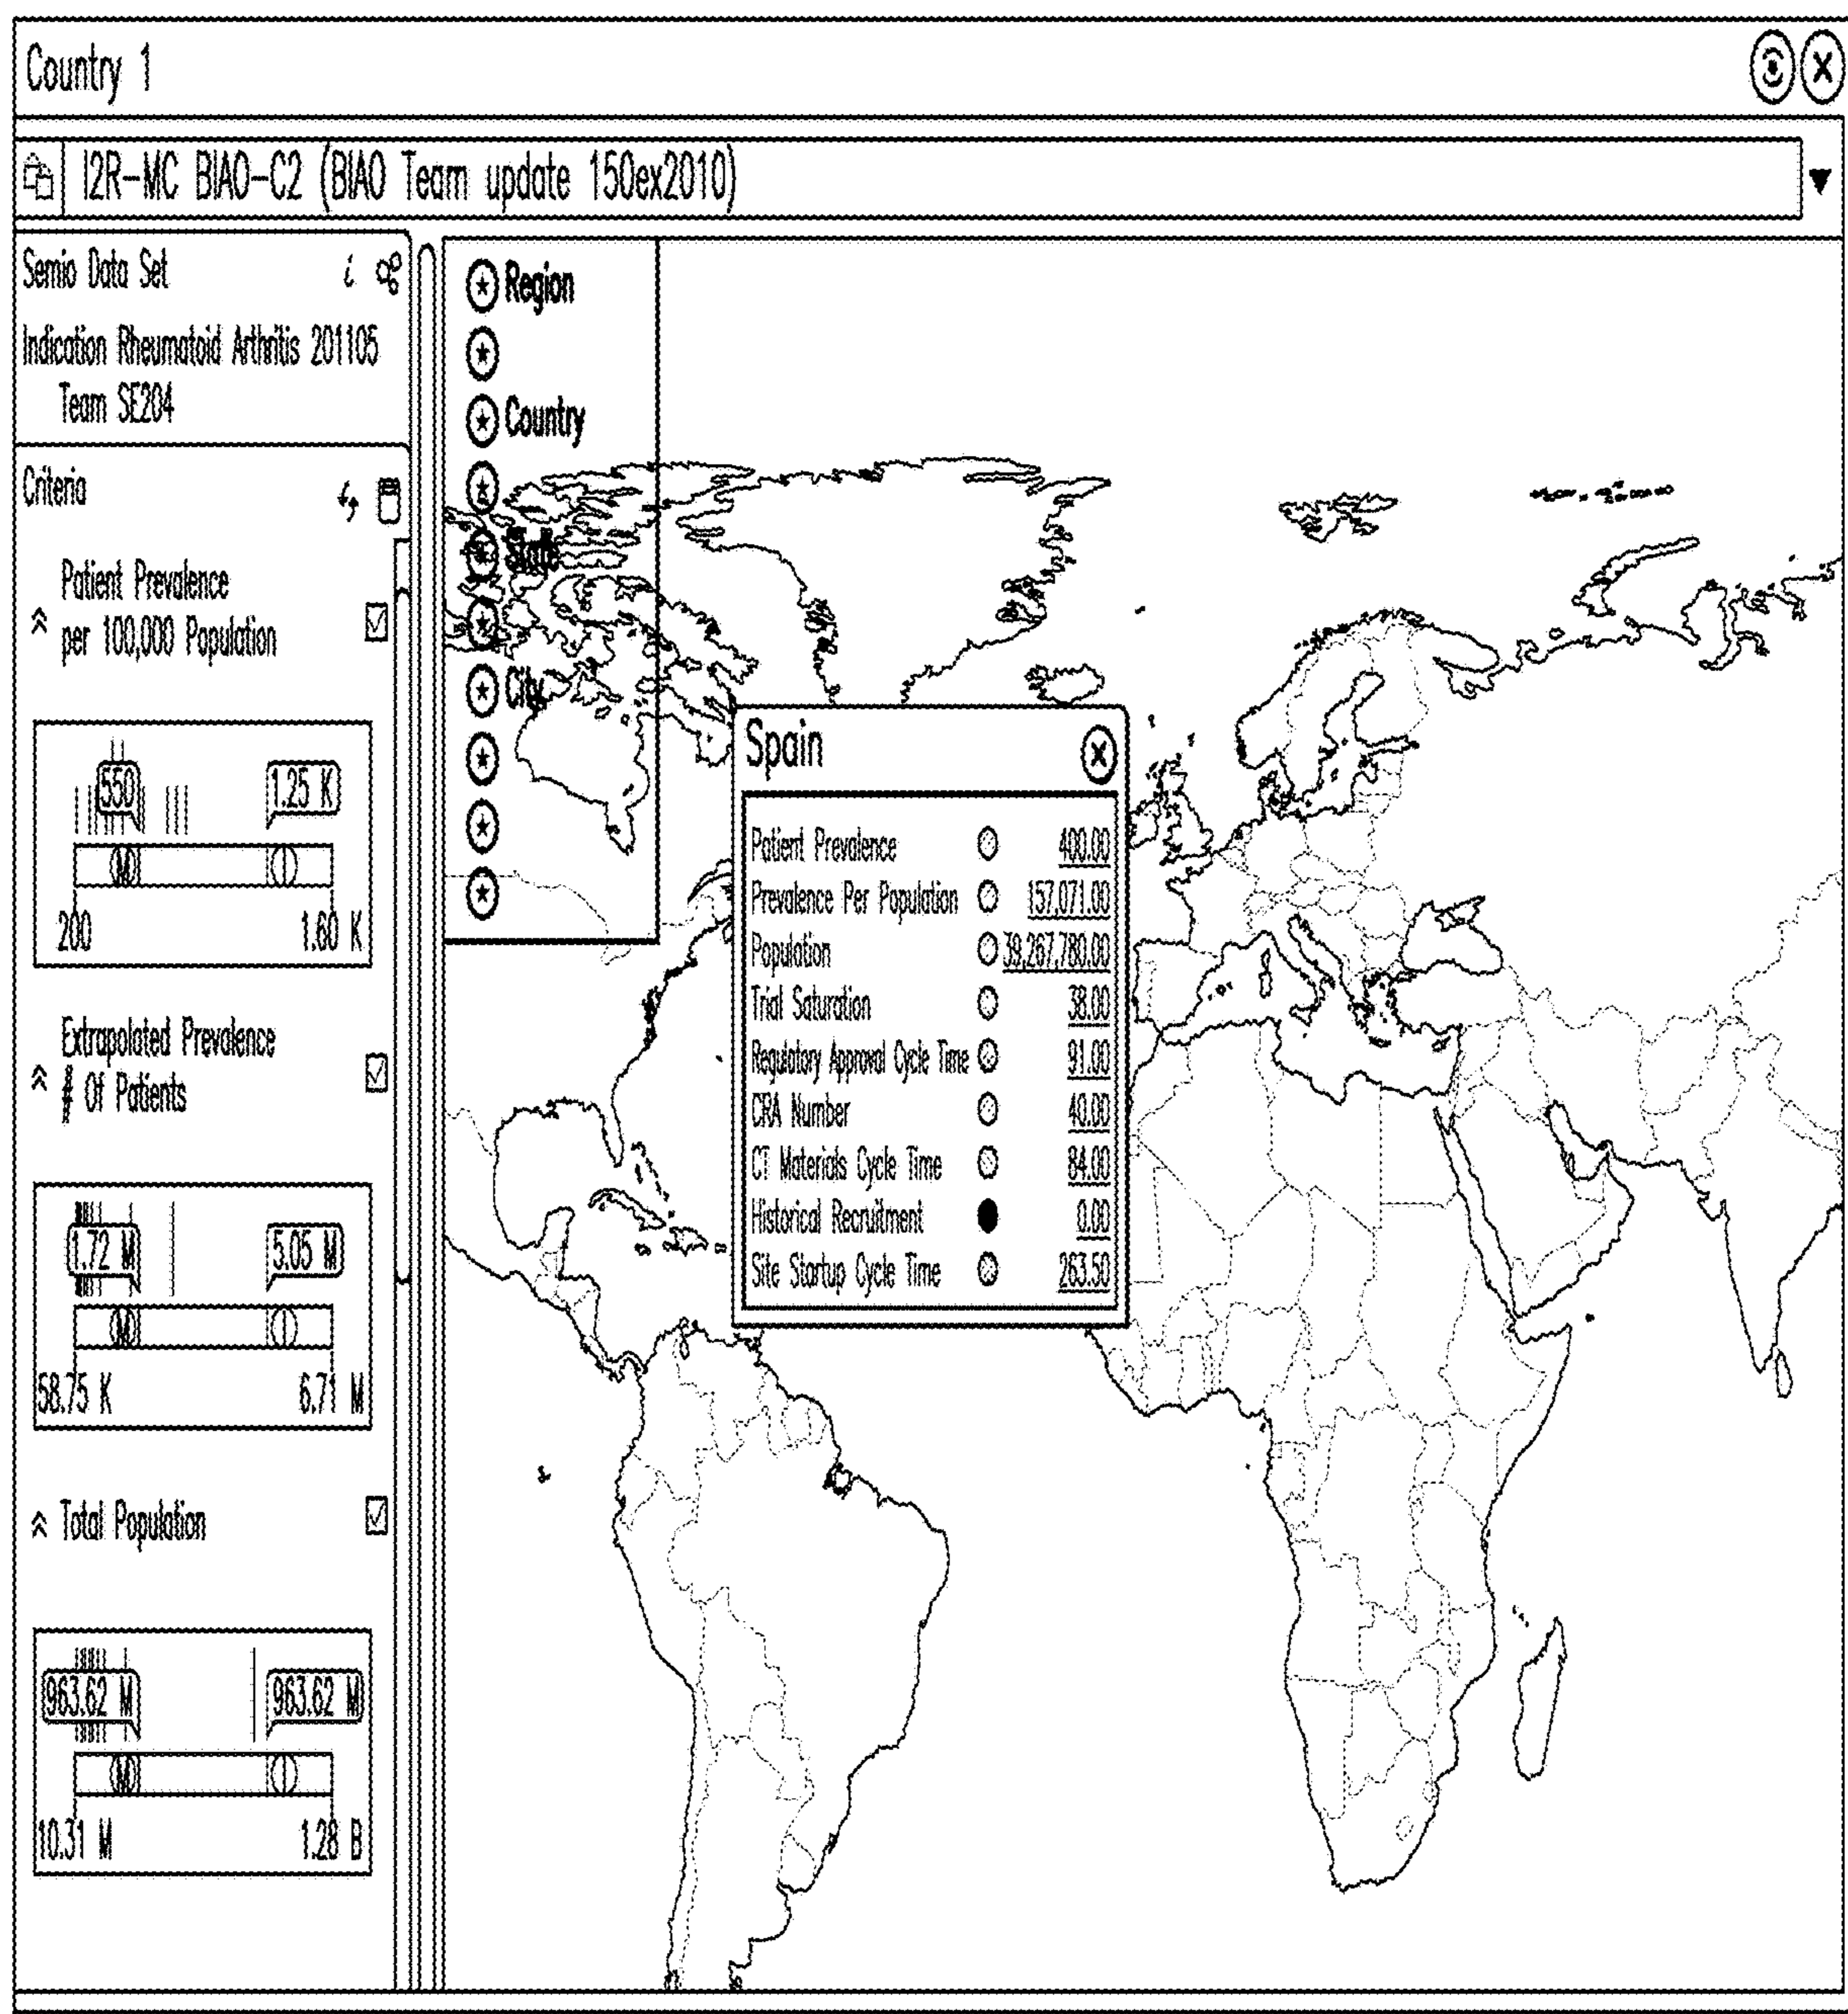 Country 1
I2R-MC BIAO-C2 (BIAO Team update 150ex2010)
Semio Data Set
Indication Rheumatoid Arthritis 201105
Team SE204
Criteria
Patient Prevalence
per 100,000 Population
550
1.25 K
200
1.60 K
Extrapolated Prevalence
# Of Patients
1.72 M
5.05 M
58.75 K
6.71 M
Total Population
963.62 M
963.62 M
10.31 M
1.28 B
Region
Country
State
City
Spain
Patient Prevalence 400.00
Prevalence Per Population 157,071.00
Population 39,267,780.00
Trial Saturation 38.00
Regulatory Approval Cycle Time 91.00
CRA Number 40.00
CT Materials Cycle Time 84.00
Historical Recruitment 0.00
Site Startup Cycle Time 263.50